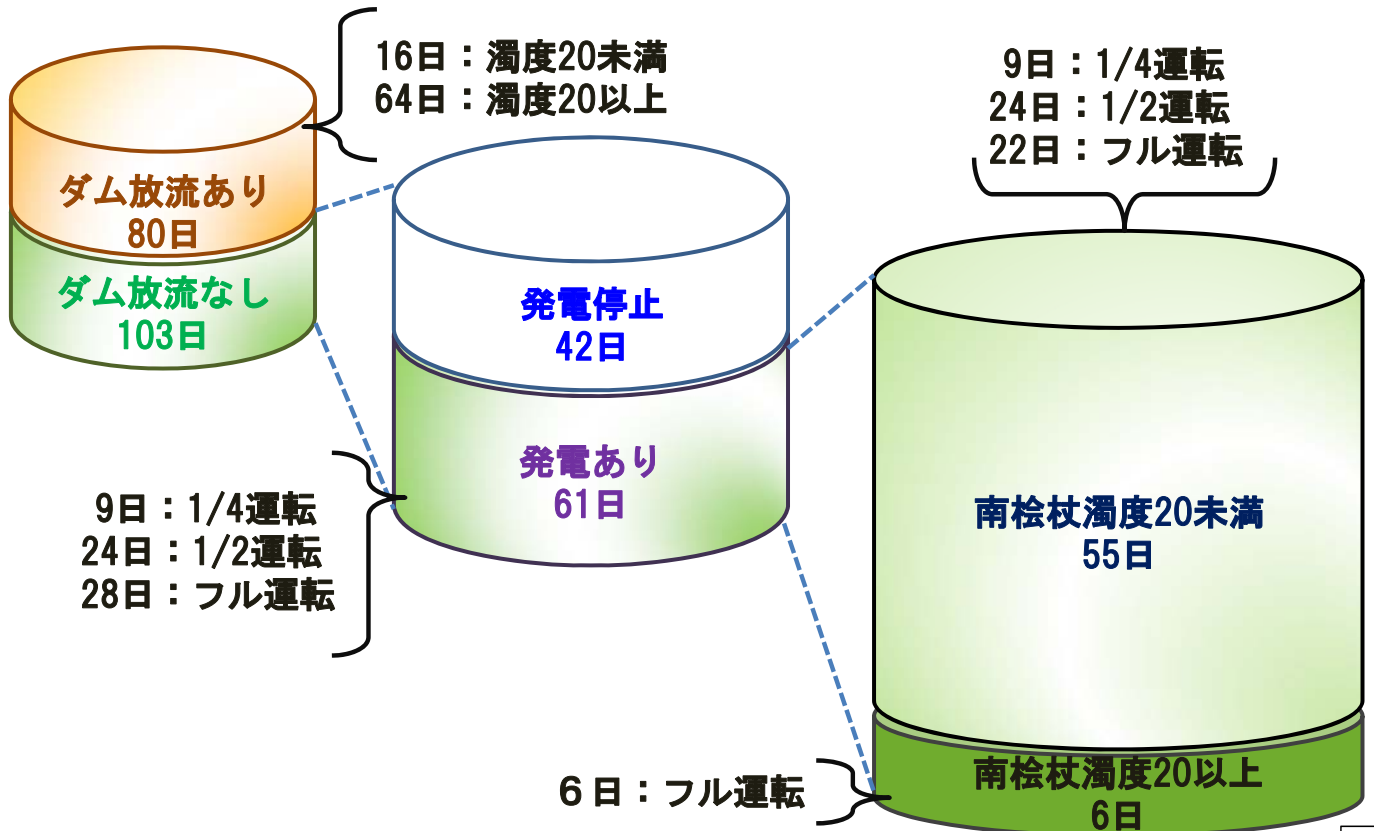 16日：濁度20未満
64日：濁度20以上
ダム放流あり
80日
ダム放流なし
103日
発電停止
42日
発電あり
61日
9日：1/4運転
24日：1/2運転
28日：フル運転
9日：1/4運転
24日：1/2運転
22日：フル運転
南桧杖濁度20未満
55日
南桧杖濁度20以上
6日
６日：フル運転